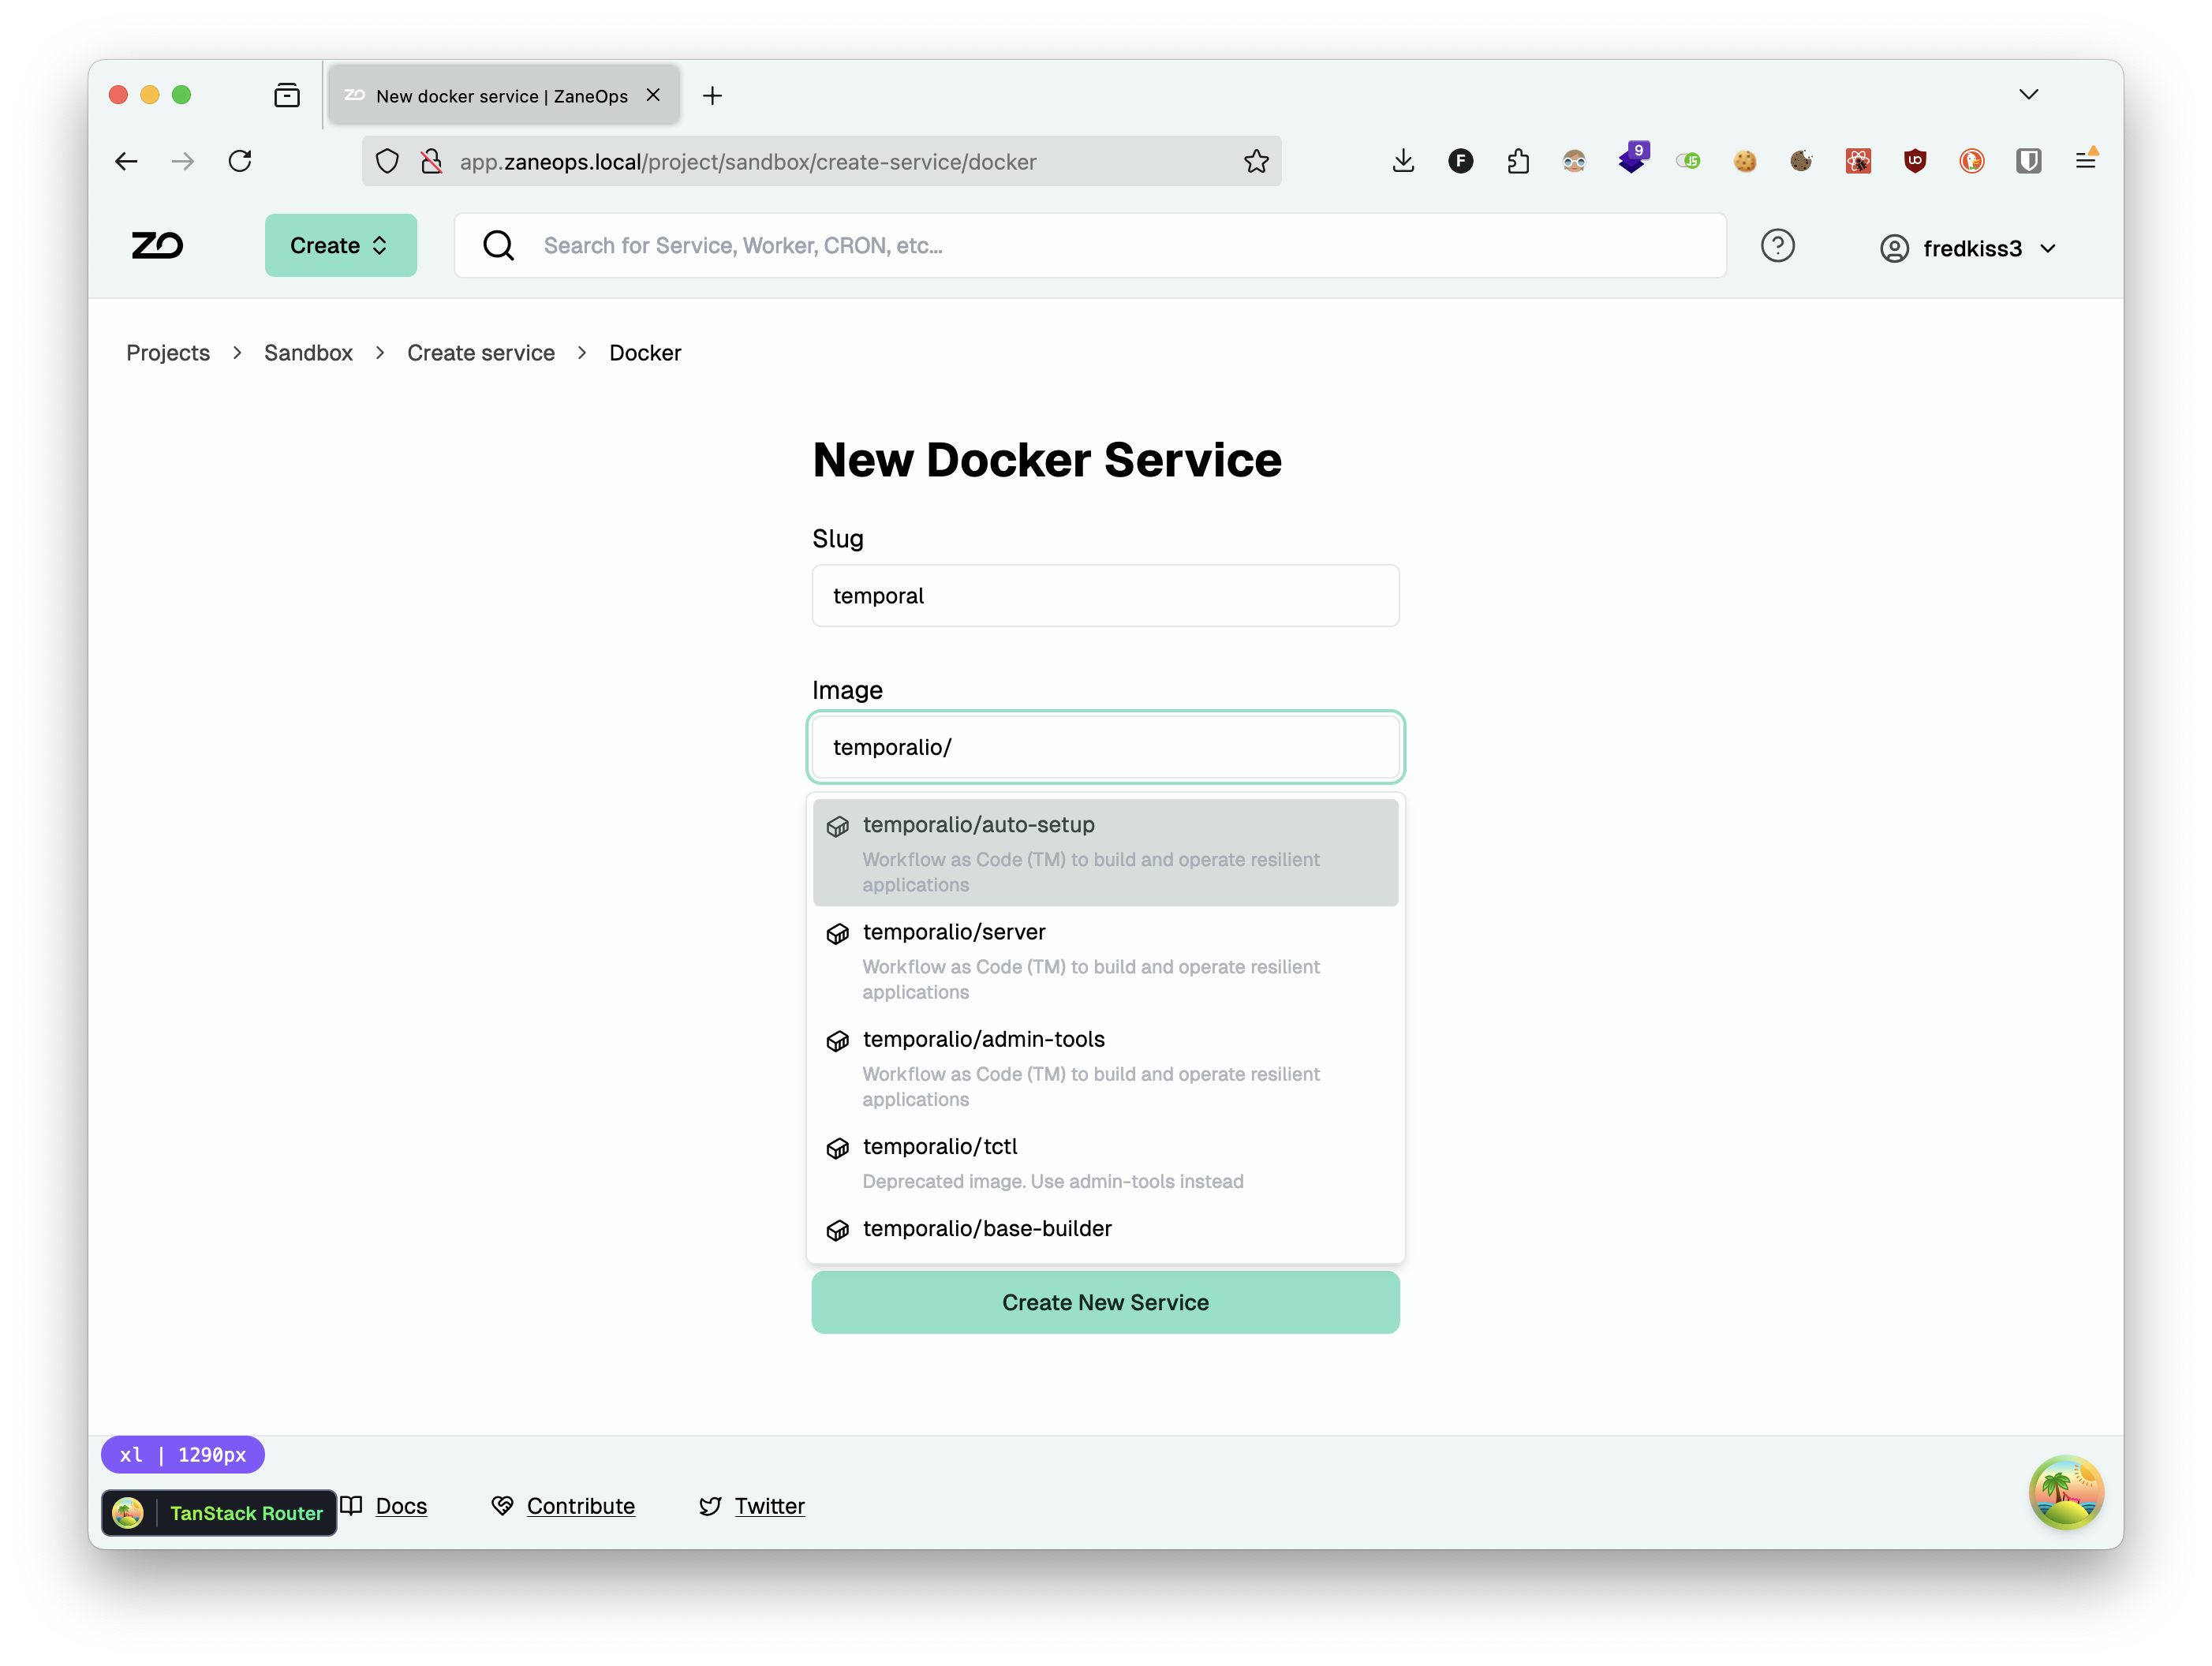 New docker service | ZaneOps
app.zaneops.local/project/sandbox/create-service/docker
9
F
JS
ZO
Create
Search for Service, Worker, CRON, etc...
?
fredkiss3
Projects > Sandbox > Create service > Docker
New Docker Service
Slug
temporal
Image
temporalio/
temporalio/auto-setup
Workflow as Code (TM) to build and operate resilient
applications
temporalio/server
Workflow as Code (TM) to build and operate resilient
applications
temporalio/admin-tools
Workflow as Code (TM) to build and operate resilient
applications
temporalio/tctl
Deprecated image. Use admin-tools instead
temporalio/base-builder
Create New Service
xl | 1290px
TanStack Router
Docs
Contribute
Twitter